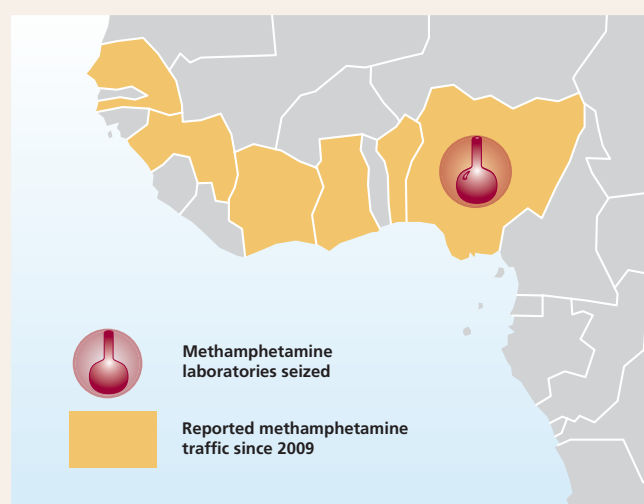 Methamphetamine
laboratories seized
Reported methamphetamine
traffic since 2009